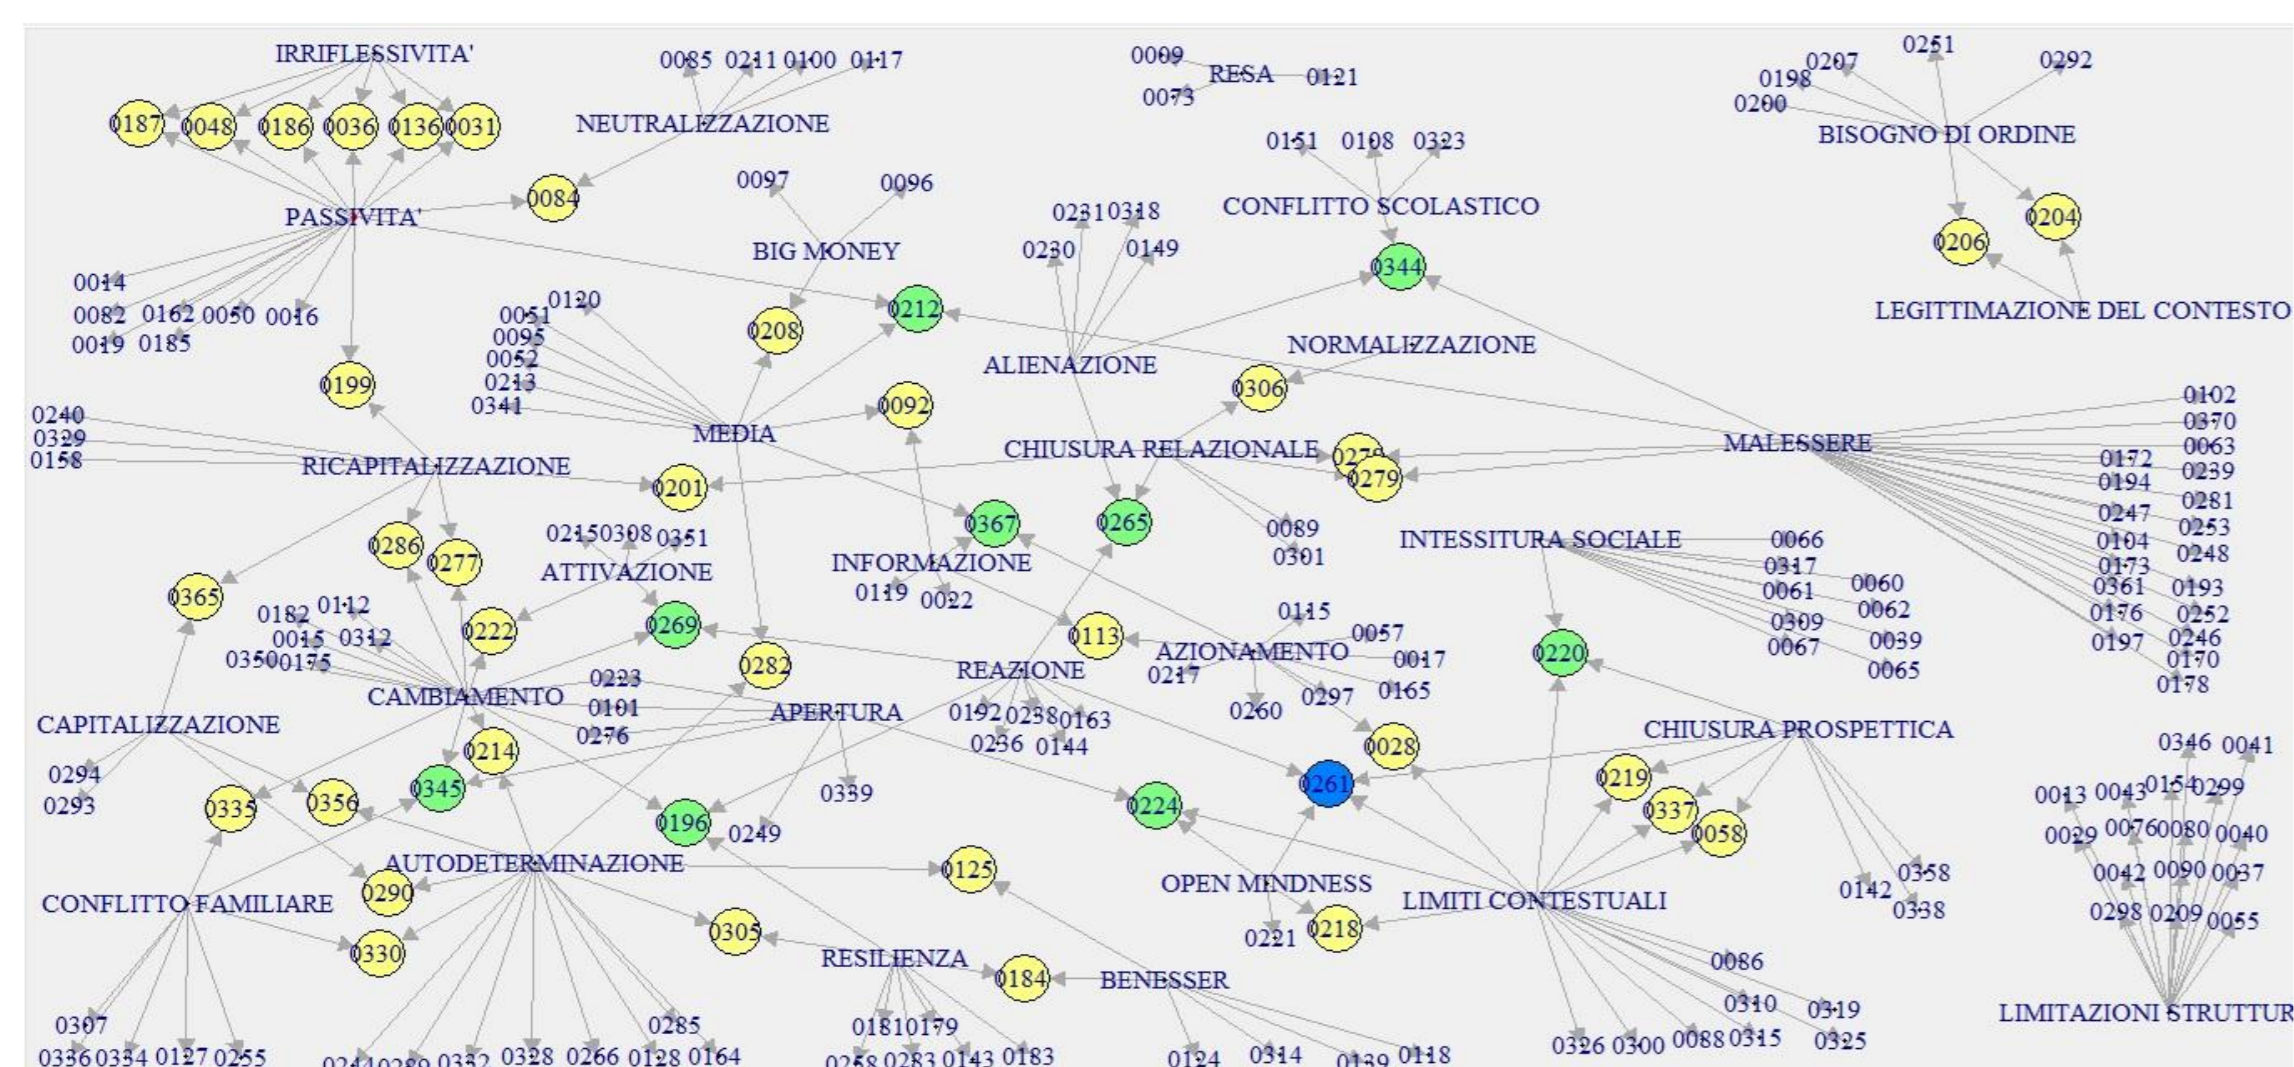 IRRIFLESSIVITA'
0187 0048 0186 0036 0136 0031
PASSIVITA'
0084
0014
0082 0162 0050 0016
0019 0185
0199
0085 0211 0100 0117
NEUTRALIZZAZIONE
0097 0096
BIG MONEY
0208
0212
0009
RESA 0121
0073
0151 0108 0323
CONFLITTO SCOLASTICO
0344
0231 0318
0230 0149
ALIENAZIONE
NORMALIZZAZIONE
0306
0251
0207 0292
0198
0200
BISOGNO DI ORDINE
0204
0206
LEGITTIMAZIONE DEL CONTESTO
0120
0051
0095
0052
0213
0341
MEDIA
0092
0240
0329
0158
RICAPITALIZZAZIONE
0201
0286
0277
0365
CHIUSURA RELAZIONALE
0279
0089
0301
0367
0265
MALESSERE
0102
0370
0063
0172
0239
0194
0281
0247
0253
0104
0248
0173
0361 0193
0176 0252
0246
0197
0170
0178
INTESSITURA SOCIALE
0066
0317
0061 0060
0062
0309
0039
0067
0065
0220
0215 0308 0351
ATTIVAZIONE
0222
0269
0282
INFORMAZIONE
0119 0022
0113
0182 0112
0015 0312
0350 0175
CAMBIAMENTO
0223
0101
0276
APERTURA
0214
0345
0196
0249
0339
REAZIONE
0192 0238 0163
0236 0144
0115
0057
AZIONAMENTO
0017
0217
0297 0165
0260
0028
0261
0224
CAPITALIZZAZIONE
0294
0293
0335
0356
CHIUSURA PROSPETTICA
0219
0337
0058
0358
0142
0338
0346 0041
0154
0043 0299
0013
0076 0080 0040
0029
0042 0090 0037
0298 0209 0055
LIMITAZIONI STRUTTUR
AUTODETERMINAZIONE
0290
0330
0125
0305
CONFLITTO FAMILIARE
0307
0336 0334 0127 0255
0332 0328 0266 0128 0164
0285
RESILIENZA
0184
0181 0179
0258 0283 0143 0183
BENESSER
0124 0314 0139 0118
OPEN MINDNESS
0221
0218
LIMITI CONTESTUALI
0086
0310 0319
0326 0300 0088 0315 0325